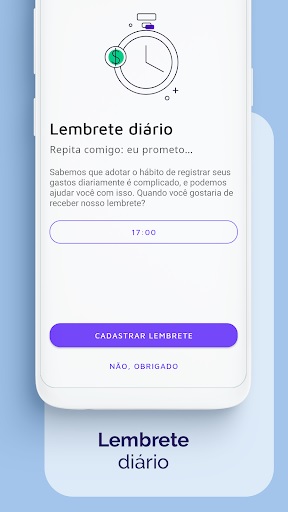 $
Lembrete diário
Repita comigo: eu prometo...
Sabemos que adotar o hábito de registrar seus
gastos diariamente é complicado, e podemos
ajudar você com isso. Quando você gostaria de
receber nosso lembrete?
17:00
CADASTRAR LEMBRETE
NÃO, OBRIGADO
Lembrete
diário